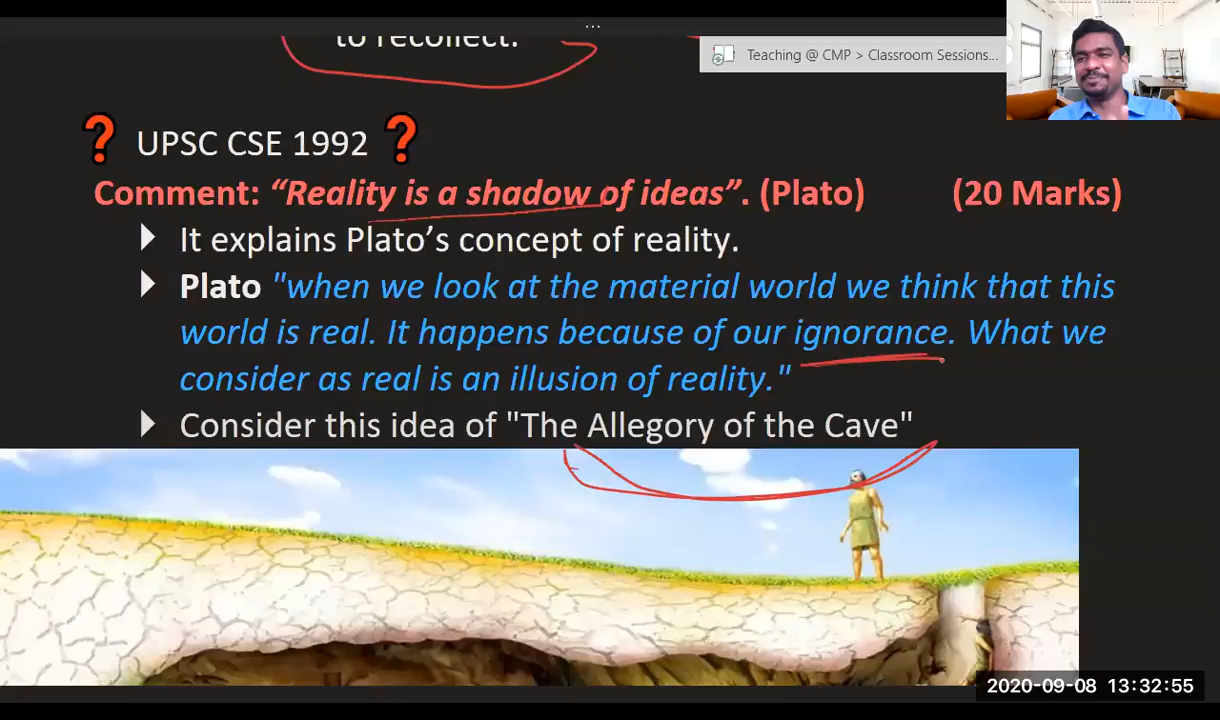 ...
to recollect.
Teaching @ CMP > Classroom Sessions...
❓ UPSC CSE 1992 ❓
Comment: “Reality is a shadow of ideas”. (Plato) (20 Marks)
It explains Plato’s concept of reality.
Plato "when we look at the material world we think that this
world is real. It happens because of our ignorance. What we
consider as real is an illusion of reality."
Consider this idea of "The Allegory of the Cave"
2020-09-08 13:32:55